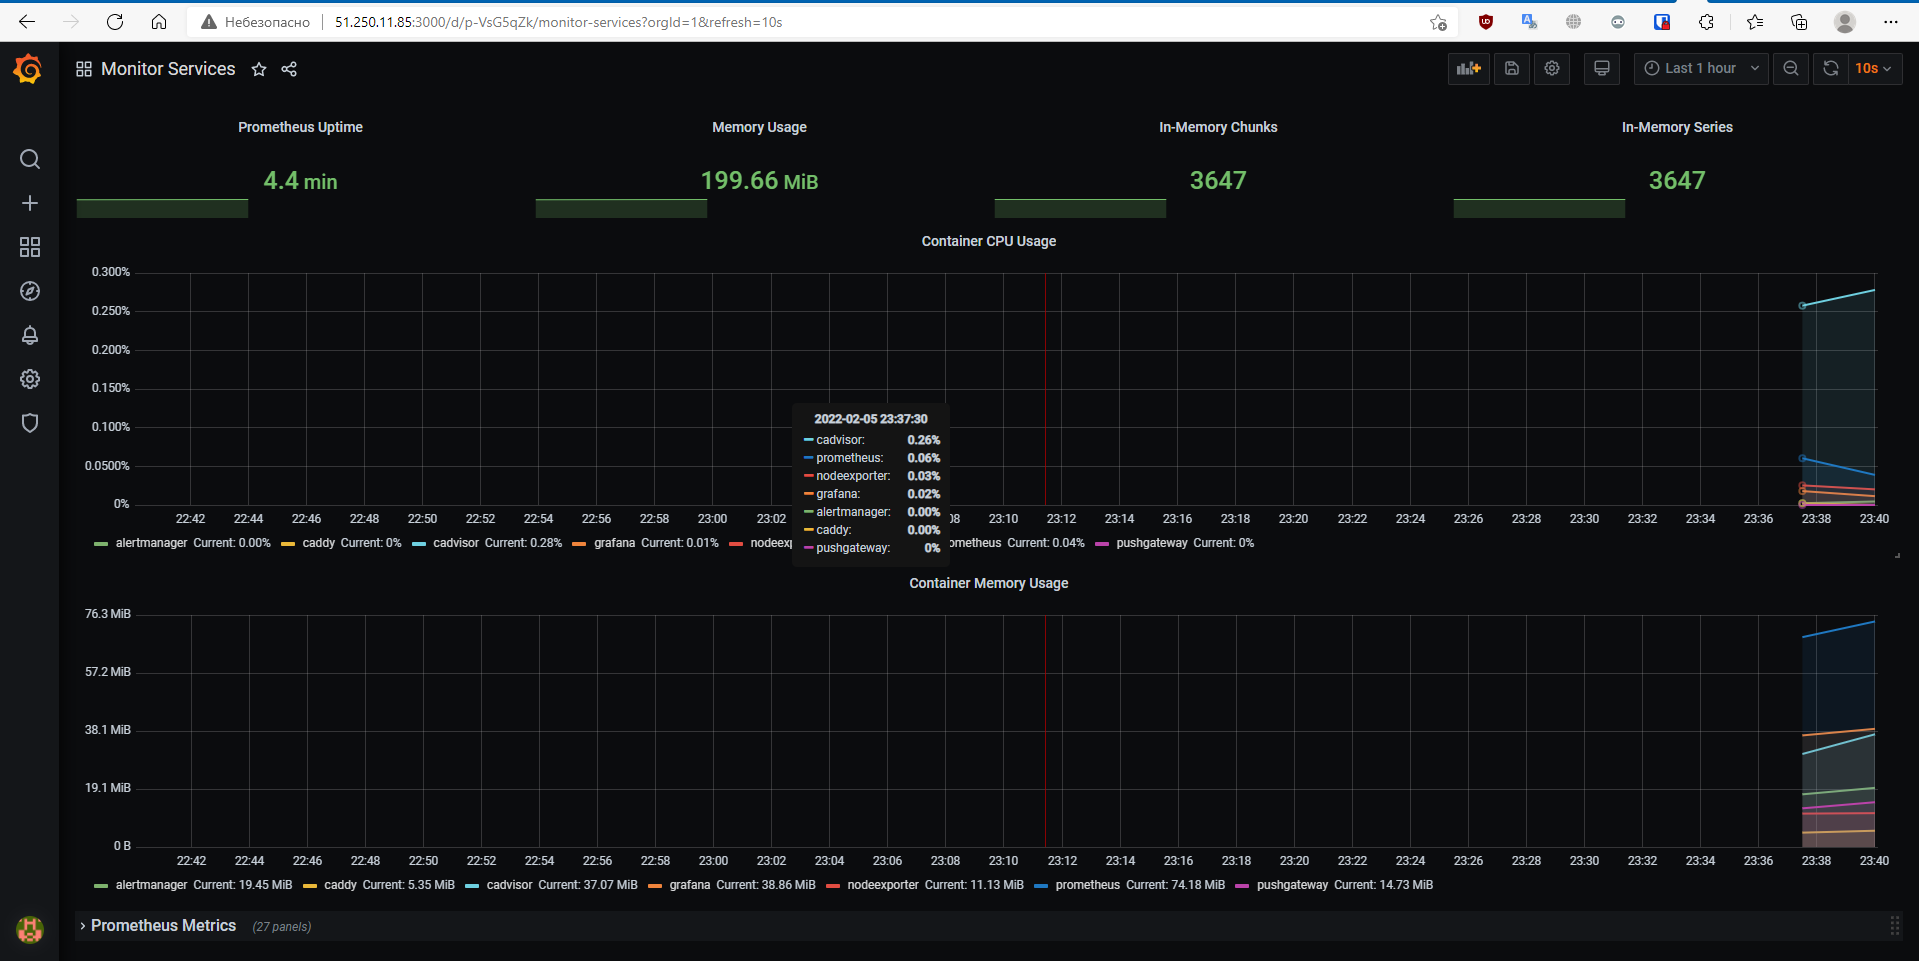 Небезопасно 51.250.11.85:3000/d/p-VsG5qZk/monitor-services?orgId=1&refresh=10s
Monitor Services
Last 1 hour
10s
Prometheus Uptime
4.4 min
Memory Usage
199.66 MiB
In-Memory Chunks
3647
In-Memory Series
3647
Container CPU Usage
0.300%
0.250%
0.200%
0.150%
0.100%
0.0500%
0%
22:42 22:44 22:46 22:48 22:50 22:52 22:54 22:56 22:58 23:00 23:02 08 23:10 23:12 23:14 23:16 23:18 23:20 23:22 23:24 23:26 23:28 23:30 23:32 23:34 23:36 23:38 23:40
alertmanager Current: 0.00% caddy Current: 0% cadvisor Current: 0.28% grafana Current: 0.01% nodeexp ometheus Current: 0.04% pushgateway Current: 0%
2022-02-05 23:37:30
cadvisor: 0.26%
prometheus: 0.06%
nodeexporter: 0.03%
grafana: 0.02%
alertmanager: 0.00%
caddy: 0.00%
pushgateway: 0%
Container Memory Usage
76.3 MiB
57.2 MiB
38.1 MiB
19.1 MiB
0 B
22:42 22:44 22:46 22:48 22:50 22:52 22:54 22:56 22:58 23:00 23:02 23:04 23:06 23:08 23:10 23:12 23:14 23:16 23:18 23:20 23:22 23:24 23:26 23:28 23:30 23:32 23:34 23:36 23:38 23:40
alertmanager Current: 19.45 MiB caddy Current: 5.35 MiB cadvisor Current: 37.07 MiB grafana Current: 38.86 MiB nodeexporter Current: 11.13 MiB prometheus Current: 74.18 MiB pushgateway Current: 14.73 MiB
Prometheus Metrics (27 panels)